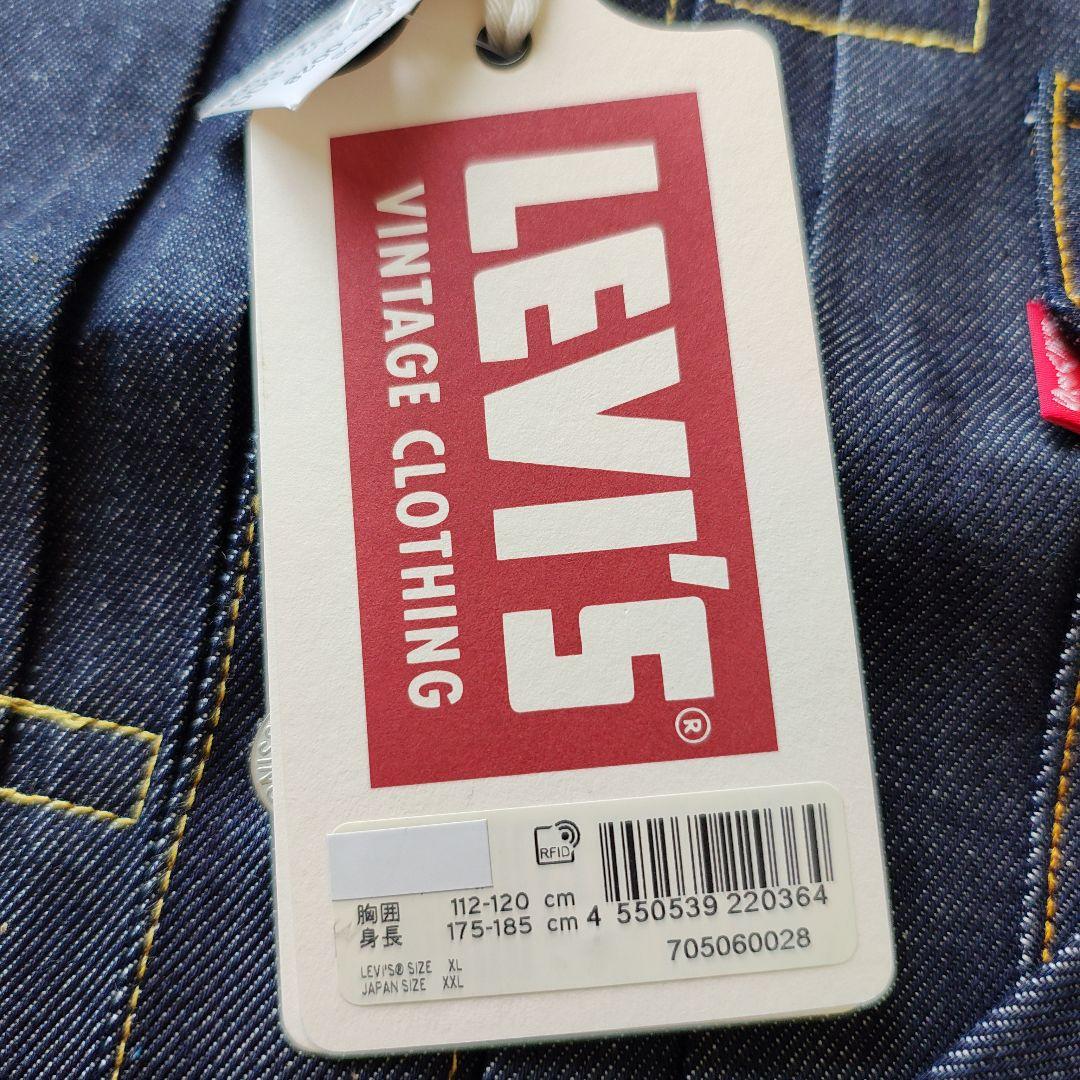 LEVI'S®
VINTAGE CLOTHING
RFID
胸囲 112-120 cm
身長 175-185 cm
4 550539 220364
705060028
LEVI'S® SIZE XL
JAPAN SIZE XXL